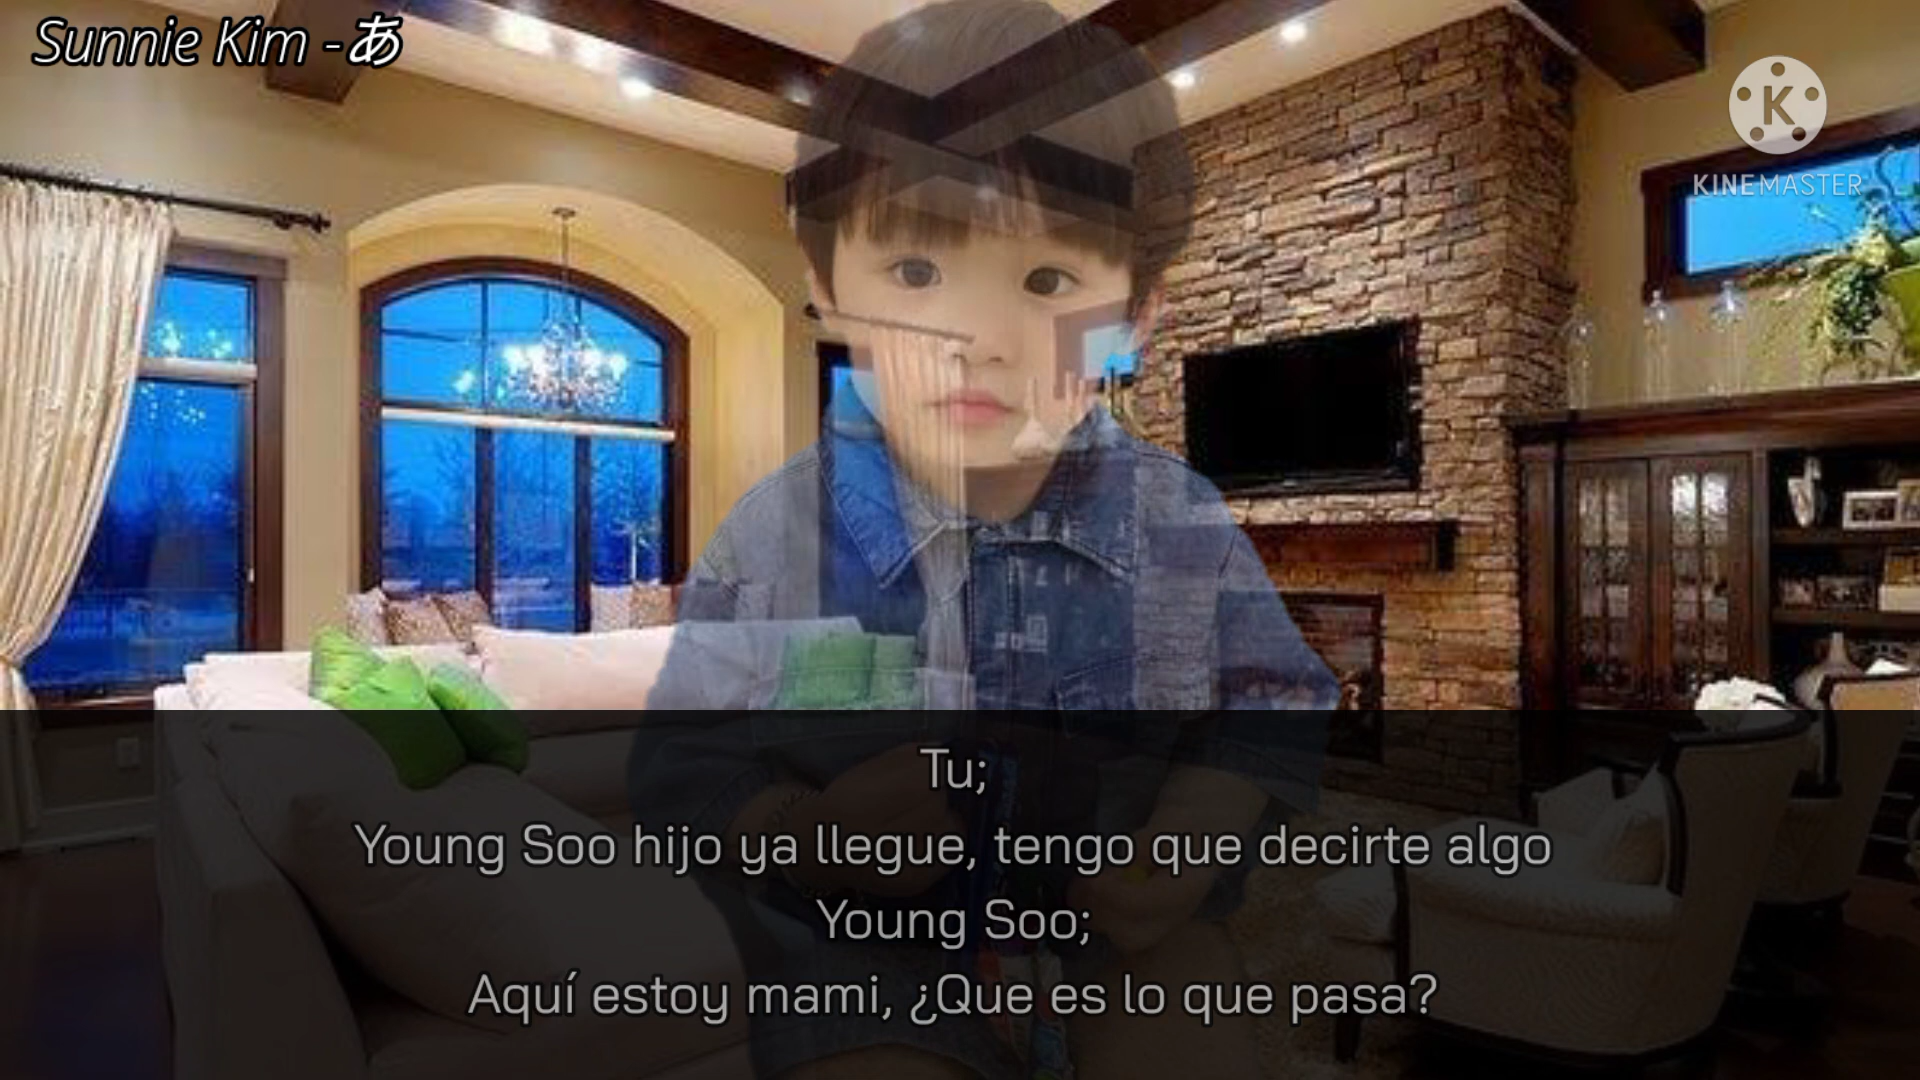 Sunnie Kim -あ
KINEMASTER
Tu;
Young Soo hijo ya llegue, tengo que decirte algo
Young Soo;
Aquí estoy mami, ¿Que es lo que pasa?